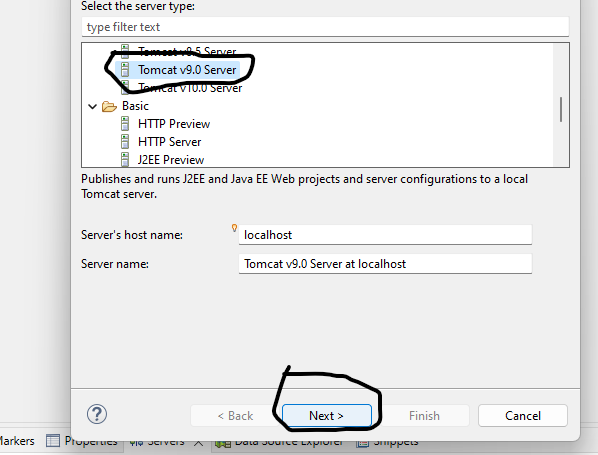 Select the server type:
type filter text
Tomcat v8.5 Server
Tomcat v9.0 Server
Tomcat v10.0 Server
Basic
HTTP Preview
HTTP Server
J2EE Preview
Publishes and runs J2EE and Java EE Web projects and server configurations to a local
Tomcat server.
Server's host name: localhost
Server name: Tomcat v9.0 Server at localhost
? < Back Next > Finish Cancel
Markers Properties Servers Data Source Explorer Snippets